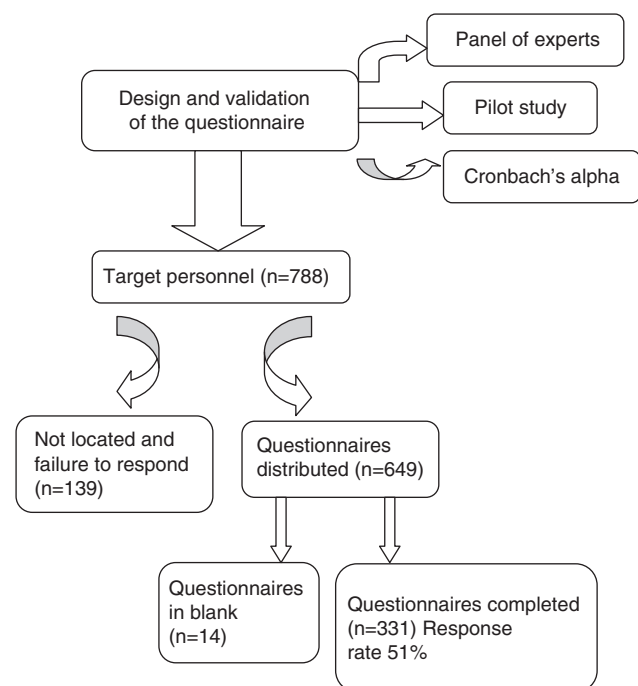 Panel of experts
Design and validation
of the questionnaire
Pilot study
Cronbach's alpha
Target personnel (n=788)
Not located and
failure to respond
(n=139)
Questionnaires
distributed (n=649)
Questionnaires
in blank
(n=14)
Questionnaires completed
(n=331) Response
rate 51%